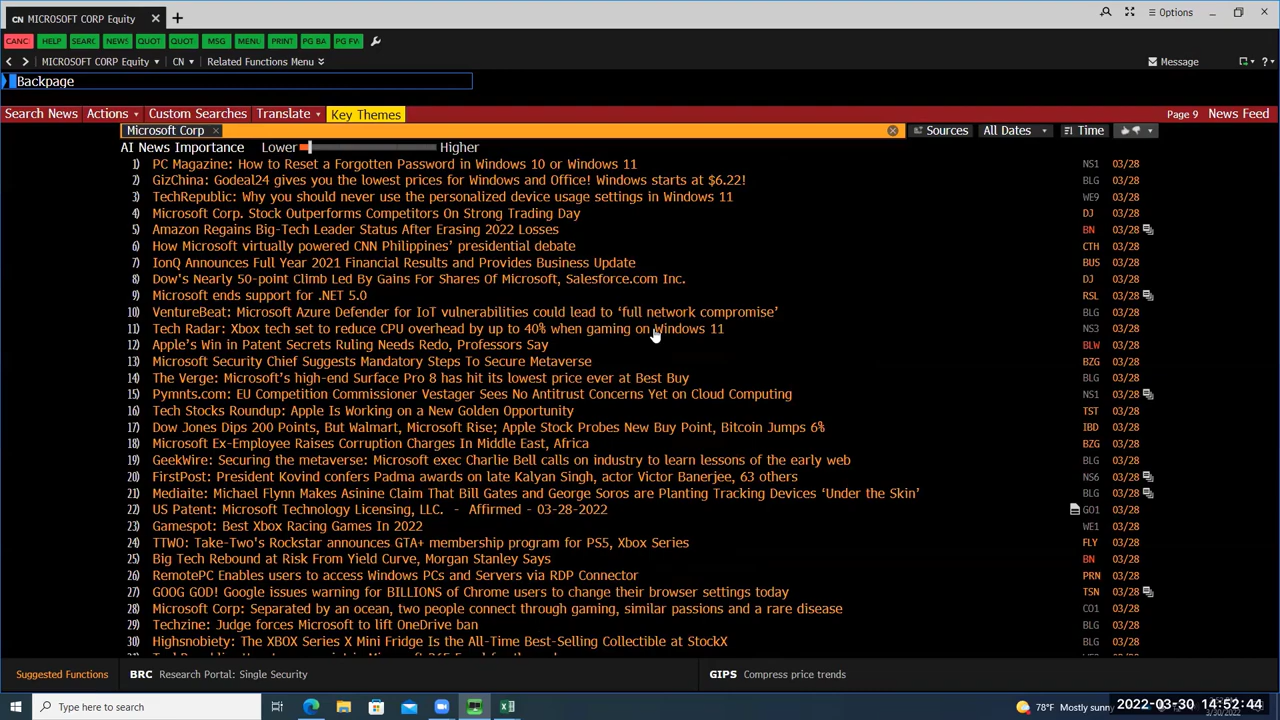 CN MICROSOFT CORP Equity × +
Options
CANC HELP SEARC NEWS QUOT QUOT MSG MENU PRINT PG BA PG FW
MICROSOFT CORP Equity CN Related Functions Menu Message ?
Backpage
Search News Actions Custom Searches Translate Key Themes Page 9 News Feed
Microsoft Corp × Sources All Dates Time
AI News Importance Lower Higher
1) PC Magazine: How to Reset a Forgotten Password in Windows 10 or Windows 11 NS1 03/28
2) GizChina: Godeal24 gives you the lowest prices for Windows and Office! Windows starts at $6.22! BLG 03/28
3) TechRepublic: Why you should never use the personalized device usage settings in Windows 11 WE9 03/28
4) Microsoft Corp. Stock Outperforms Competitors On Strong Trading Day DJ 03/28
5) Amazon Regains Big-Tech Leader Status After Erasing 2022 Losses BN 03/28
6) How Microsoft virtually powered CNN Philippines' presidential debate CTH 03/28
7) IonQ Announces Full Year 2021 Financial Results and Provides Business Update BUS 03/28
8) Dow's Nearly 50-point Climb Led By Gains For Shares Of Microsoft, Salesforce.com Inc. DJ 03/28
9) Microsoft ends support for .NET 5.0 RSL 03/28
10) VentureBeat: Microsoft Azure Defender for IoT vulnerabilities could lead to ‘full network compromise’ BLG 03/28
11) Tech Radar: Xbox tech set to reduce CPU overhead by up to 40% when gaming on Windows 11 NS3 03/28
12) Apple's Win in Patent Secrets Ruling Needs Redo, Professors Say BLW 03/28
13) Microsoft Security Chief Suggests Mandatory Steps To Secure Metaverse BZG 03/28
14) The Verge: Microsoft's high-end Surface Pro 8 has hit its lowest price ever at Best Buy BLG 03/28
15) Pymnts.com: EU Competition Commissioner Vestager Sees No Antitrust Concerns Yet on Cloud Computing NS1 03/28
16) Tech Stocks Roundup: Apple Is Working on a New Golden Opportunity TST 03/28
17) Dow Jones Dips 200 Points, But Walmart, Microsoft Rise; Apple Stock Probes New Buy Point, Bitcoin Jumps 6% IBD 03/28
18) Microsoft Ex-Employee Raises Corruption Charges In Middle East, Africa BZG 03/28
19) GeekWire: Securing the metaverse: Microsoft exec Charlie Bell calls on industry to learn lessons of the early web BLG 03/28
20) FirstPost: President Kovind confers Padma awards on late Kalyan Singh, actor Victor Banerjee, 63 others NS6 03/28
21) Mediaite: Michael Flynn Makes Asinine Claim That Bill Gates and George Soros are Planting Tracking Devices ‘Under the Skin’ BLG 03/28
22) US Patent: Microsoft Technology Licensing, LLC. - Affirmed - 03-28-2022 GO1 03/28
23) Gamespot: Best Xbox Racing Games In 2022 WE1 03/28
24) TTWO: Take-Two's Rockstar announces GTA+ membership program for PS5, Xbox Series FLY 03/28
25) Big Tech Rebound at Risk From Yield Curve, Morgan Stanley Says BN 03/28
26) RemotePC Enables users to access Windows PCs and Servers via RDP Connector PRN 03/28
27) GOOG GOD! Google issues warning for BILLIONS of Chrome users to change their browser settings today TSN 03/28
28) Microsoft Corp: Separated by an ocean, two people connect through gaming, similar passions and a rare disease CO1 03/28
29) Techzine: Judge forces Microsoft to lift OneDrive ban BLG 03/28
30) Highsnobiety: The XBOX Series X Mini Fridge Is the All-Time Best-Selling Collectible at StockX BLG 03/28
Suggested Functions BRC Research Portal: Single Security GIPS Compress price trends
Type here to search 78°F Mostly sunny 2022-03-30 14:52:44